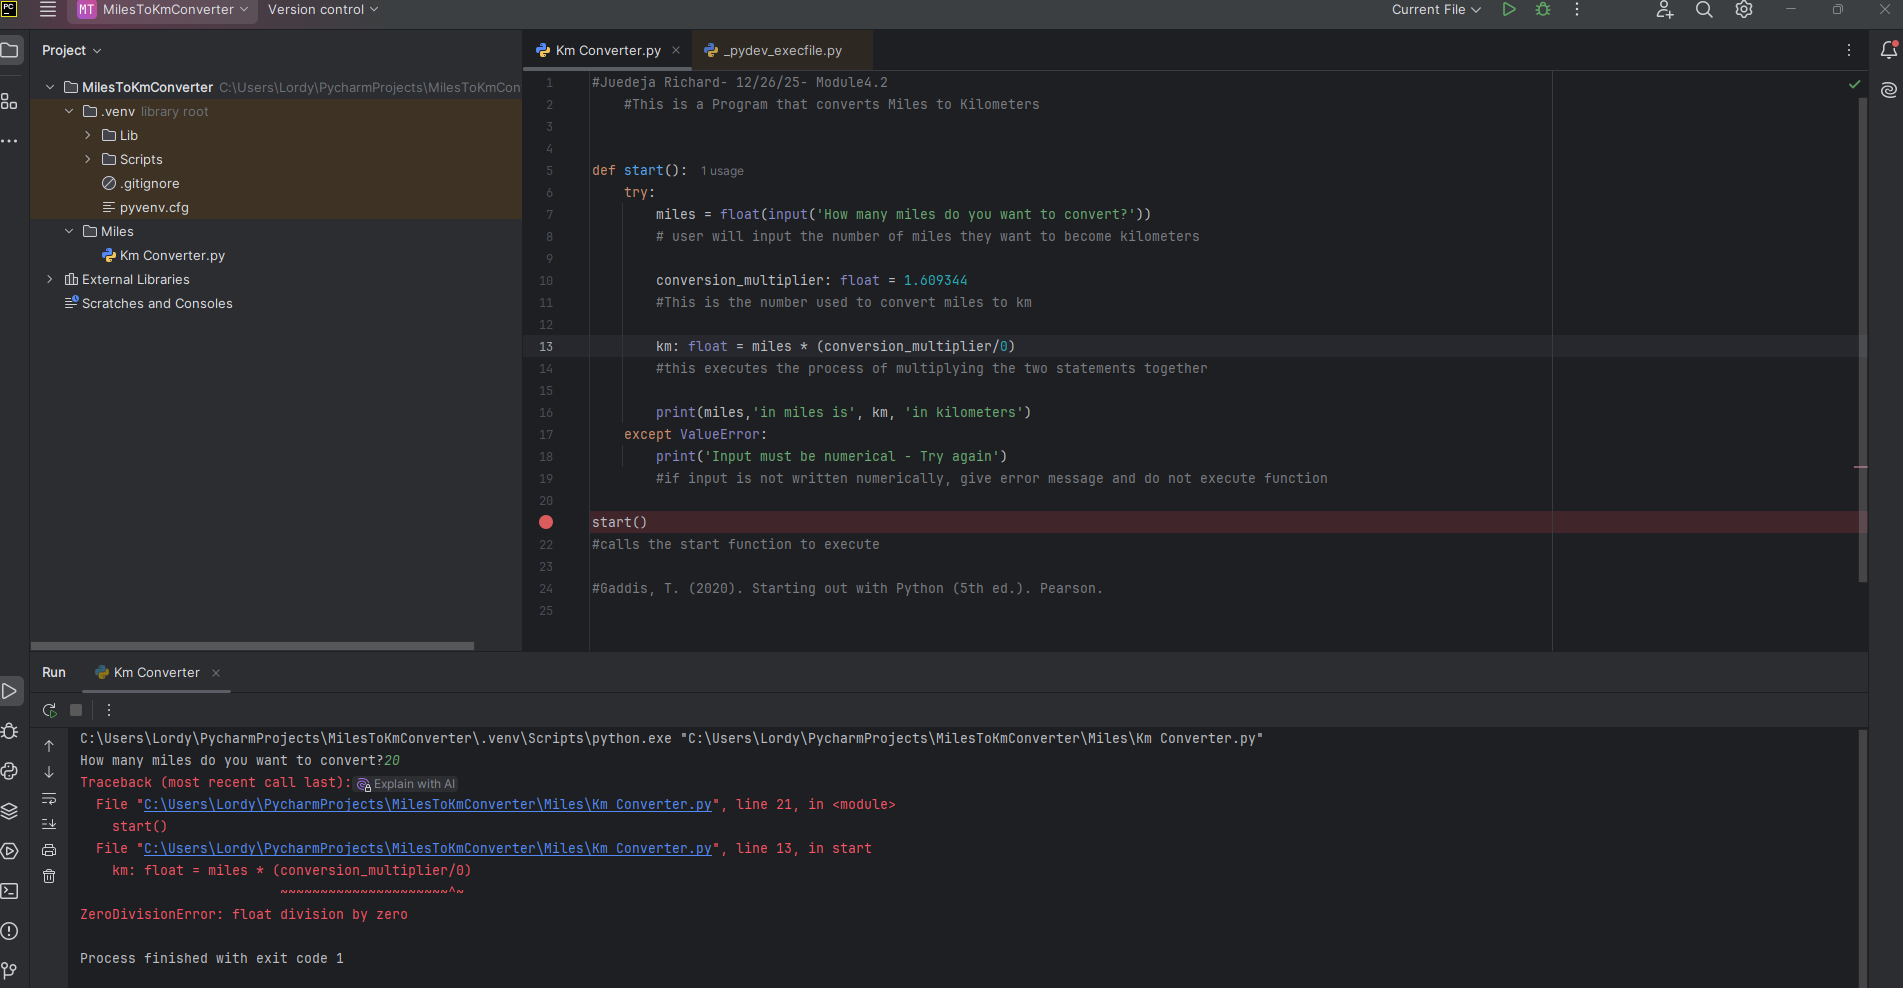 PC
MT MilesToKmConverter
Version control
Current File
Project
Km Converter.py
_pydev_execfile.py
MilesToKmConverter C:\Users\Lordy\PycharmProjects\MilesToKmCon
.venv library root
Lib
Scripts
.gitignore
pyvenv.cfg
Miles
Km Converter.py
External Libraries
Scratches and Consoles
1 #Juedeja Richard- 12/26/25- Module4.2
2 #This is a Program that converts Miles to Kilometers
3
4
5 def start(): 1 usage
6 try:
7 miles = float(input('How many miles do you want to convert?'))
8 # user will input the number of miles they want to become kilometers
9
10 conversion_multiplier: float = 1.609344
11 #This is the number used to convert miles to km
12
13 km: float = miles * (conversion_multiplier/0)
14 #this executes the process of multiplying the two statements together
15
16 print(miles,'in miles is', km, 'in kilometers')
17 except ValueError:
18 print('Input must be numerical - Try again')
19 #if input is not written numerically, give error message and do not execute function
20
start()
22 #calls the start function to execute
23
24 #Gaddis, T. (2020). Starting out with Python (5th ed.). Pearson.
25
Run
Km Converter
C:\Users\Lordy\PycharmProjects\MilesToKmConverter\.venv\Scripts\python.exe "C:\Users\Lordy\PycharmProjects\MilesToKmConverter\Miles\Km Converter.py"
How many miles do you want to convert?20
Traceback (most recent call last): Explain with AI
File "C:\Users\Lordy\PycharmProjects\MilesToKmConverter\Miles\Km Converter.py", line 21, in <module>
start()
File "C:\Users\Lordy\PycharmProjects\MilesToKmConverter\Miles\Km Converter.py", line 13, in start
km: float = miles * (conversion_multiplier/0)
~~~~~~~~~~~~~~~~~~~~~^~
ZeroDivisionError: float division by zero
Process finished with exit code 1